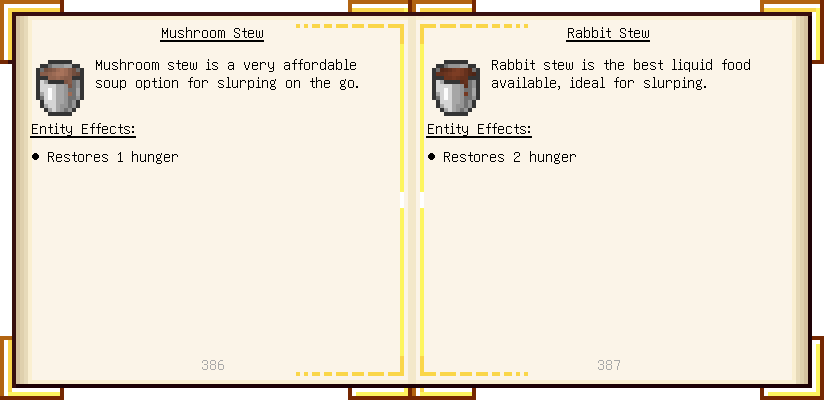 Mushroom Stew
Mushroom stew is a very affordable
soup option for slurping on the go.
Entity Effects:
● Restores 1 hunger
386
Rabbit Stew
Rabbit stew is the best liquid food
available, ideal for slurping.
Entity Effects:
● Restores 2 hunger
387